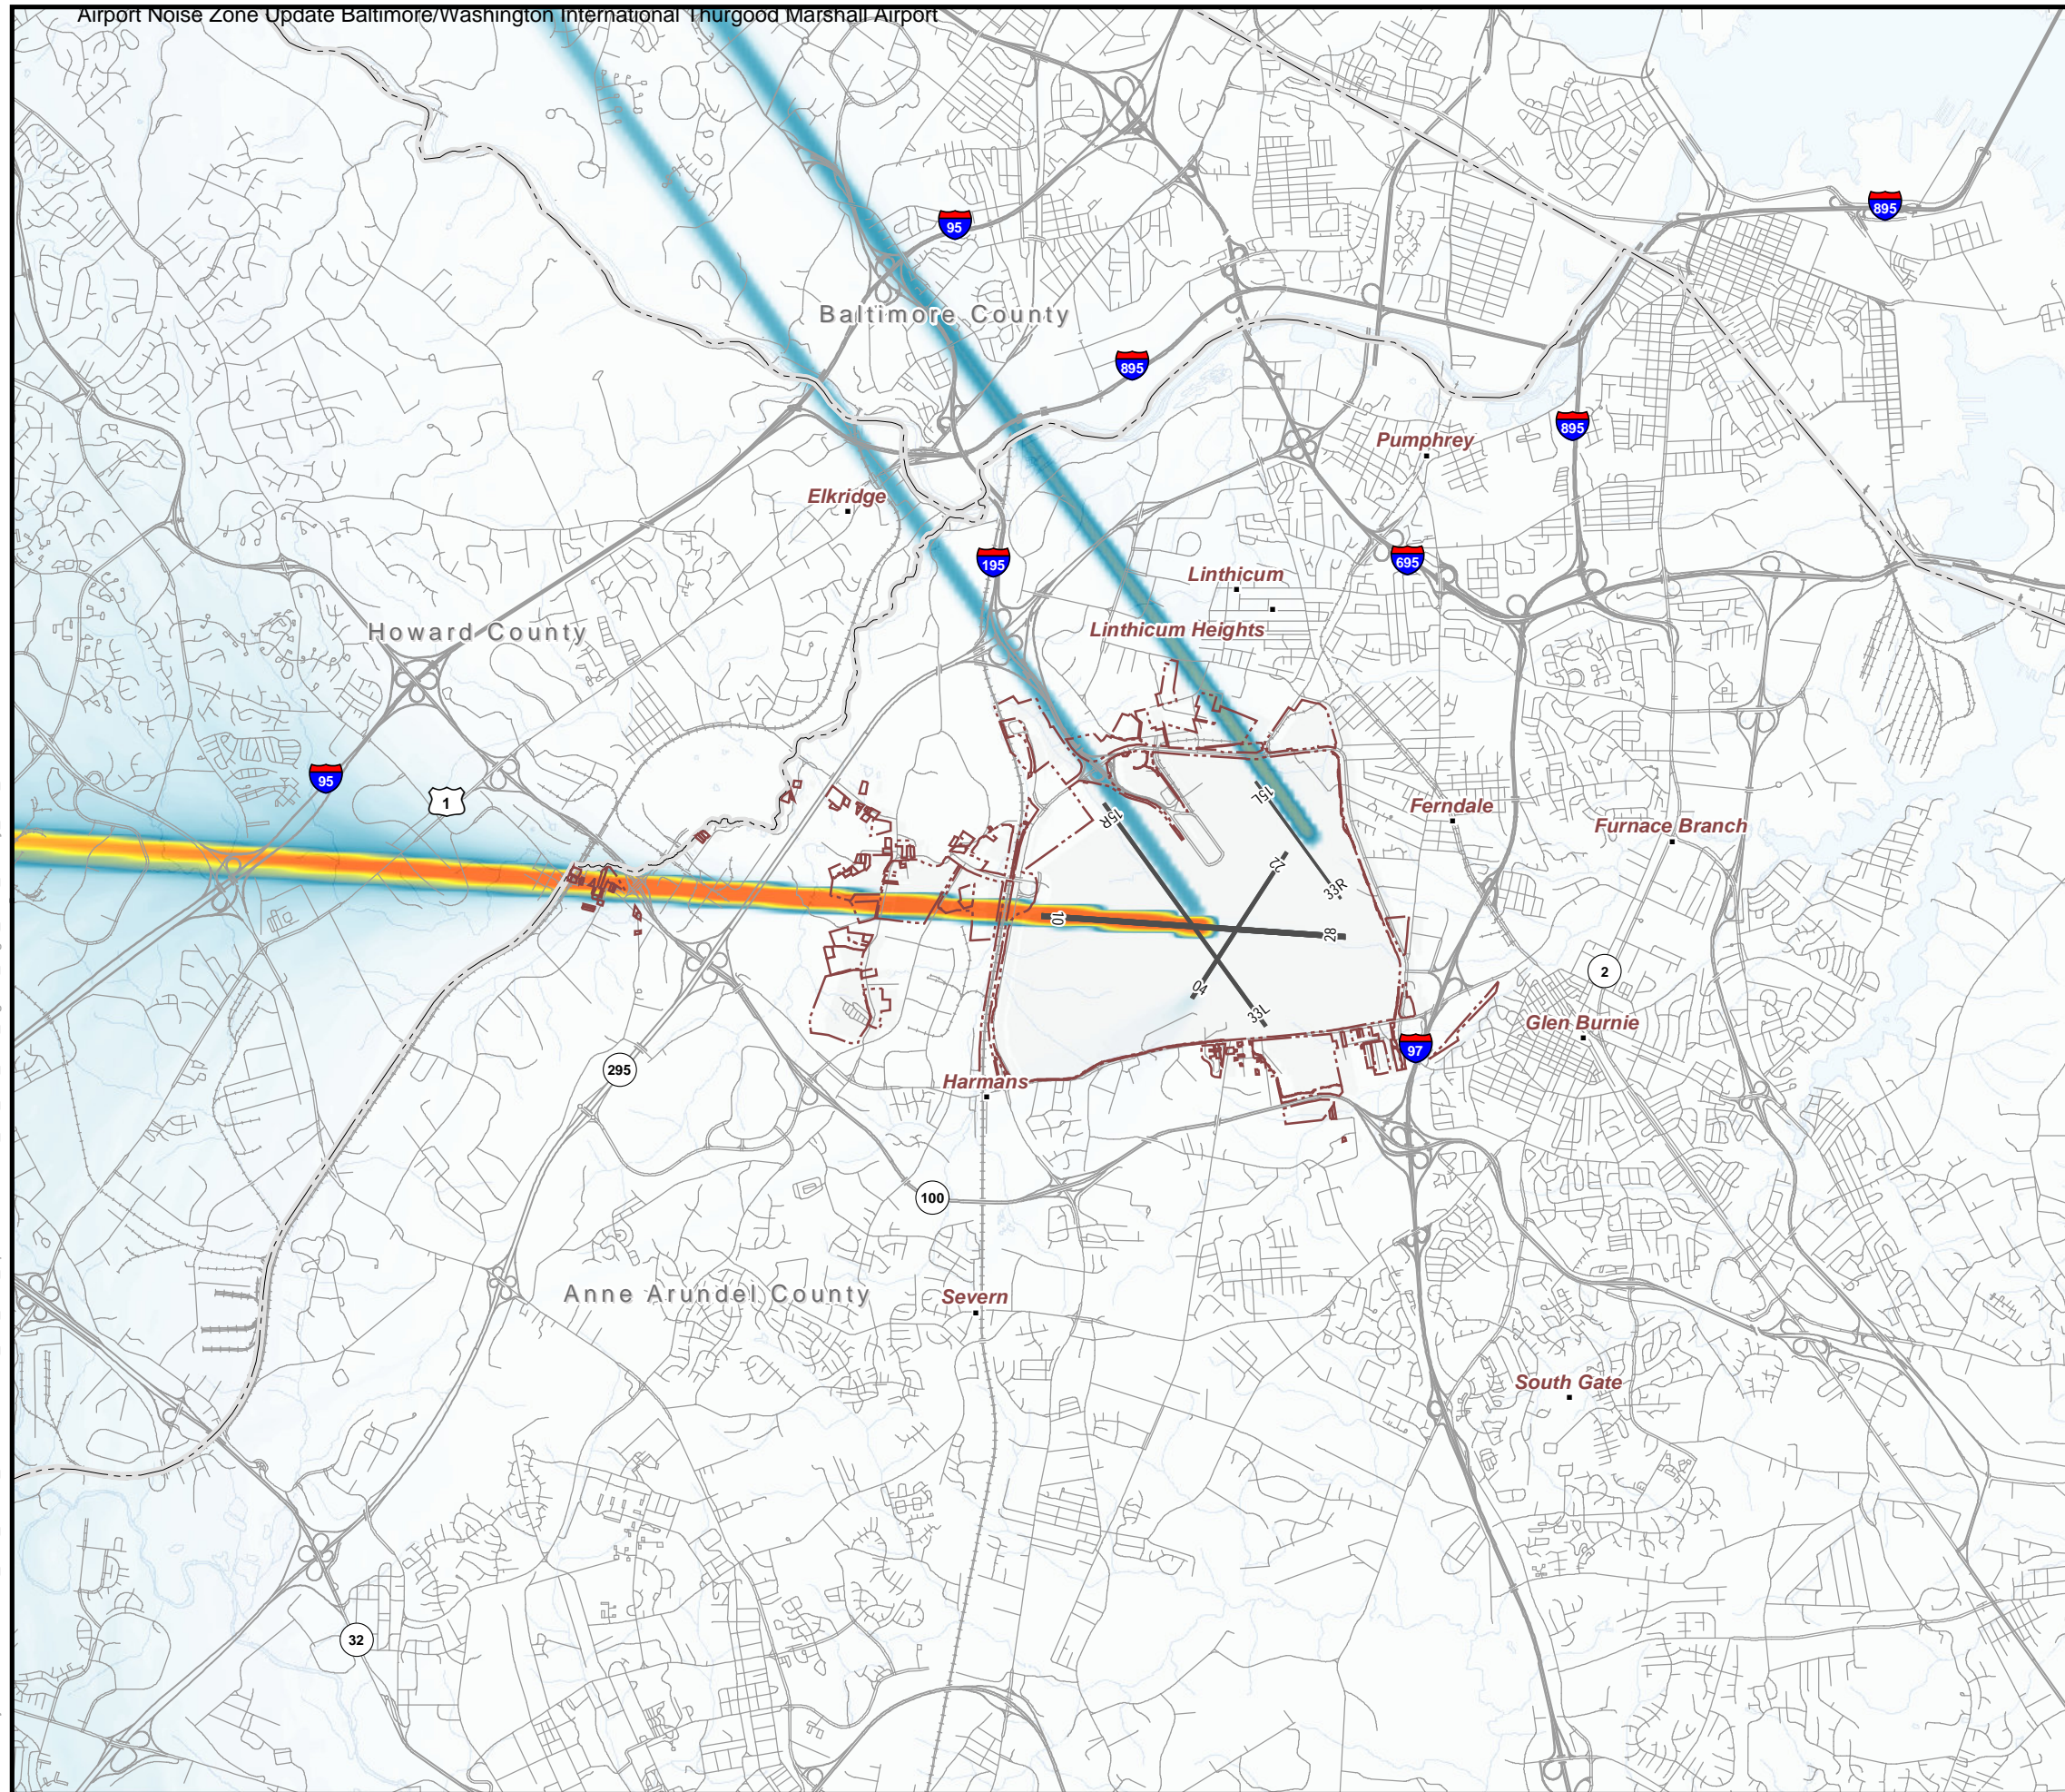 Airport Noise Zone Update Baltimore/Washington International Thurgood Marshall Airport
895
95
Baltimore County
895
895
Pumphrey
Elkridge
195
695
Linthicum
Linthicum Heights
Howard County
95
1
15L
15R
Ferndale
Furnace Branch
22
33R
10
28
04
33L
2
Glen Burnie
97
295
Harmans
100
Anne Arundel County
Severn
South Gate
32